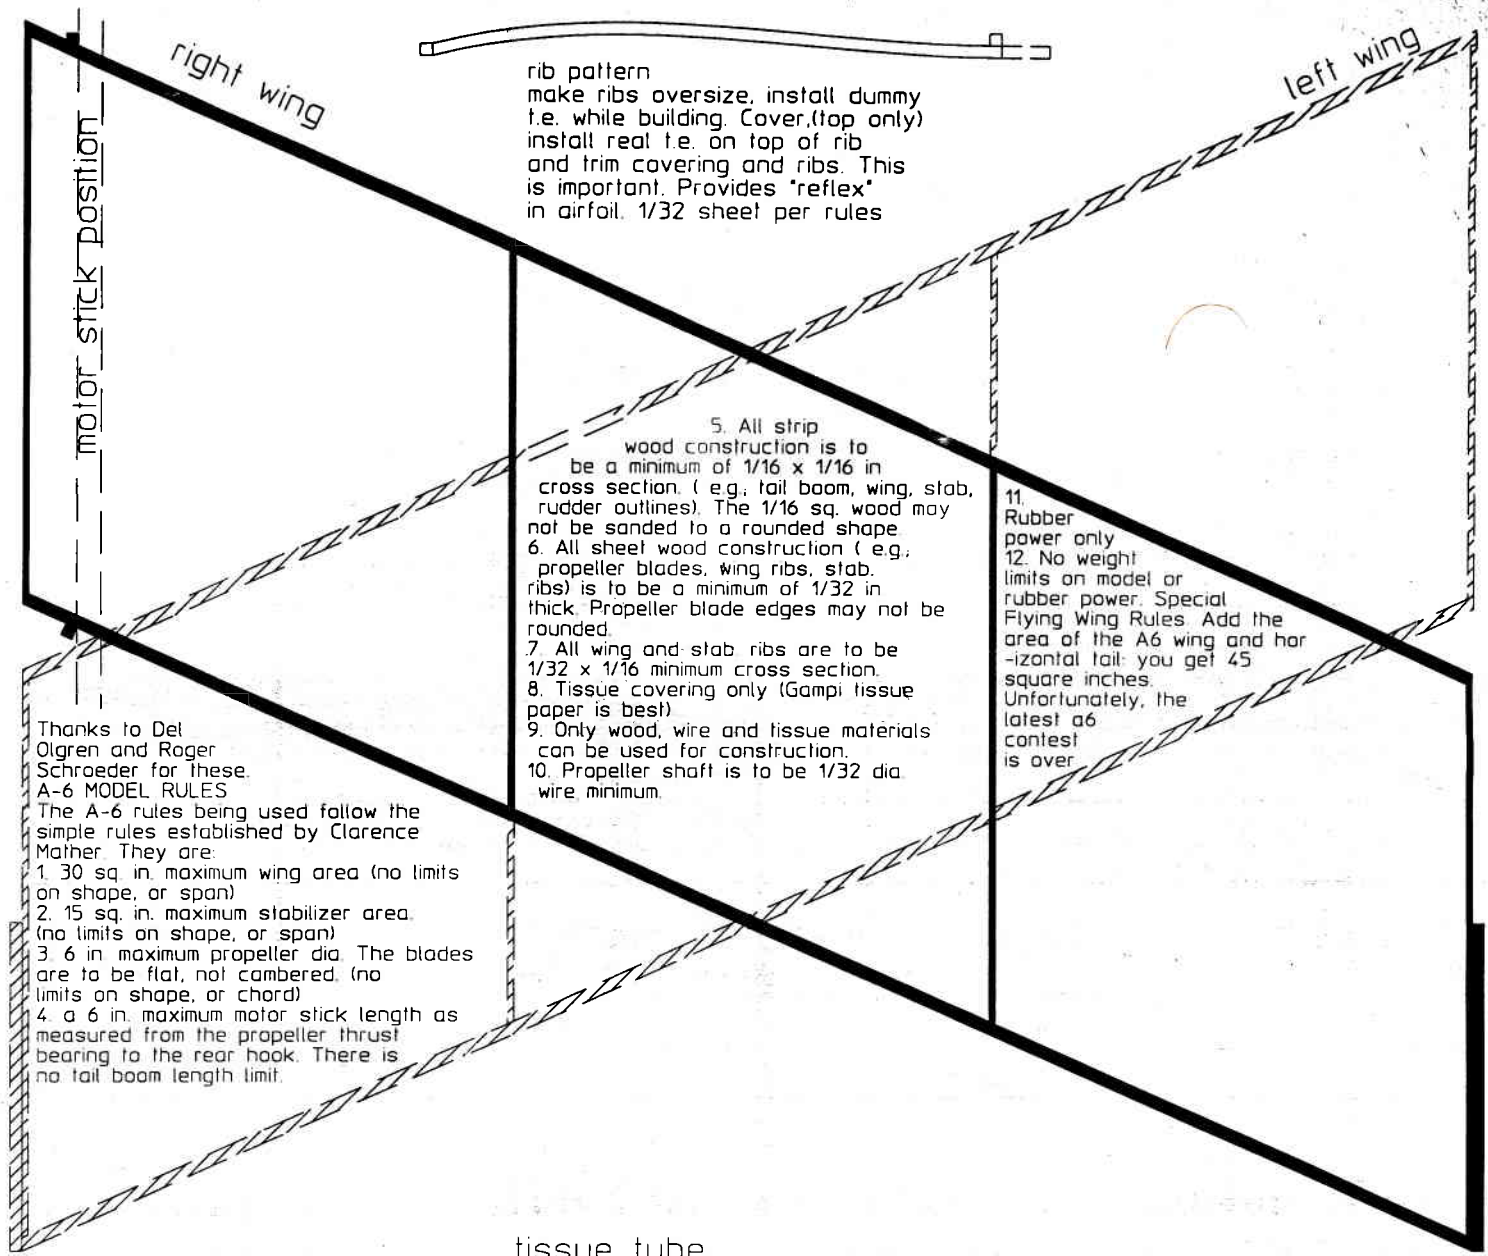 right wing
rib pattern
make ribs oversize, install dummy
t.e. while building. Cover,(top only)
install real t.e. on top of rib
and trim covering and ribs. This
is important. Provides "reflex"
in airfoil. 1/32 sheet per rules
left wing
motor stick position
5. All strip
wood construction is to
be a minimum of 1/16 x 1/16 in
cross section. ( e.g.; tail boom, wing, stab,
rudder outlines). The 1/16 sq. wood may
not be sanded to a rounded shape
6. All sheet wood construction ( e.g.;
propeller blades, wing ribs, stab.
ribs) is to be a minimum of 1/32 in
thick. Propeller blade edges may not be
rounded.
7. All wing and stab ribs are to be
1/32 x 1/16 minimum cross section.
8. Tissue covering only (Gampi tissue
paper is best)
9. Only wood, wire and tissue materials
can be used for construction.
10. Propeller shaft is to be 1/32 dia.
wire minimum.
11.
Rubber
power only
12. No weight
limits on model or
rubber power. Special
Flying Wing Rules. Add the
area of the A6 wing and hor
-izontal tail: you get 45
square inches.
Unfortunately, the
latest a6
contest
is over
Thanks to Del
Olgren and Roger
Schroeder for these.
A-6 MODEL RULES
The A-6 rules being used follow the
simple rules established by Clarence
Mather. They are:
1. 30 sq. in. maximum wing area (no limits
on shape, or span)
2. 15 sq. in. maximum stabilizer area.
(no limits on shape, or span)
3. 6 in maximum propeller dia. The blades
are to be flat, not cambered. (no
limits on shape, or chord)
4. a 6 in. maximum motor stick length as
measured from the propeller thrust
bearing to the rear hook. There is
no tail boom length limit.
tissue tube